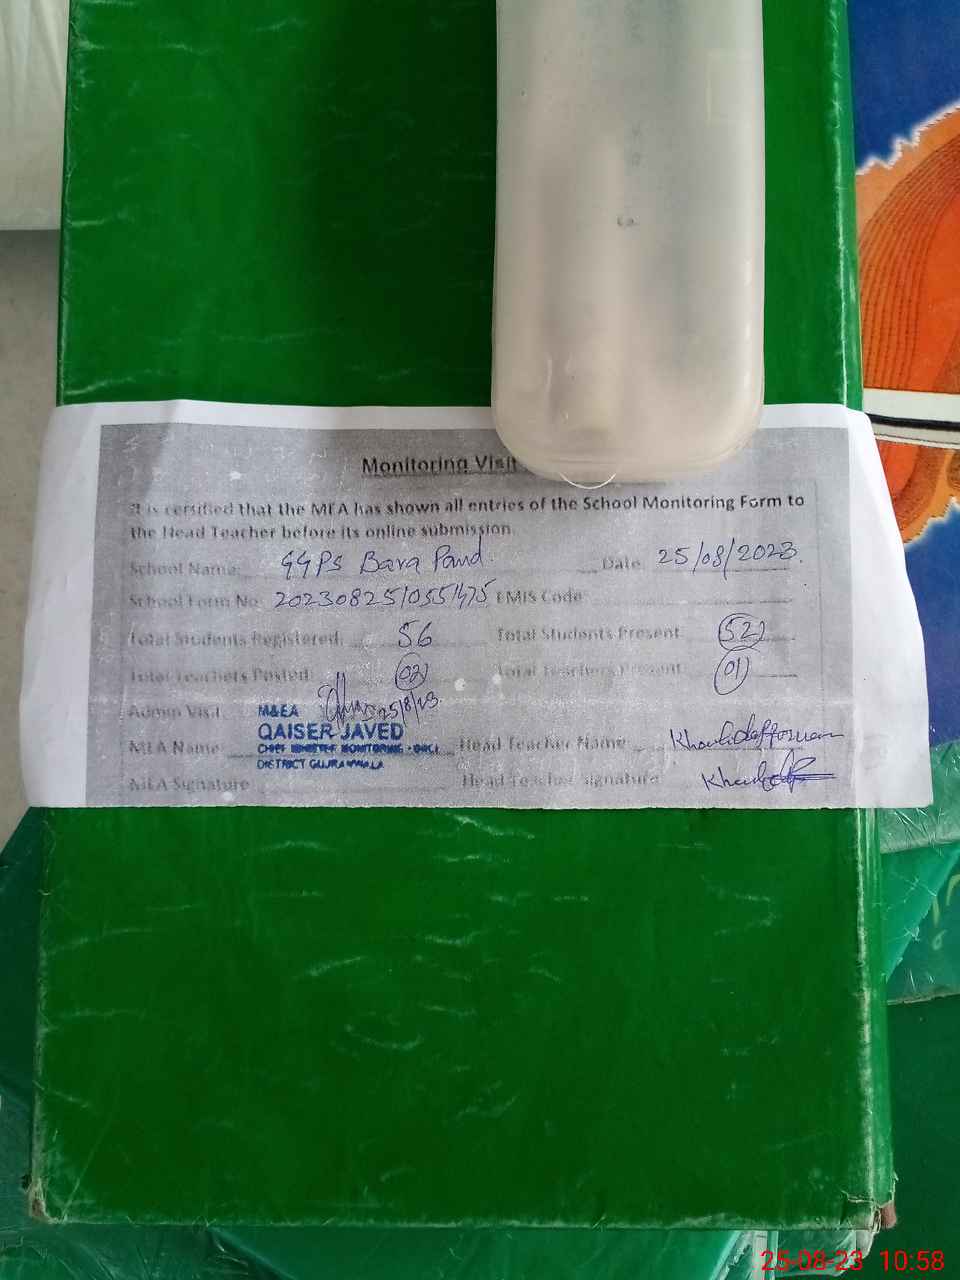 Monitoring Visit
It is certified that the MEA has shown all entries of the School Monitoring Form to
the Head Teacher before its online submission.
School Name: GGPS Bara Pand. Date 25/08/2023.
School Form No: EMIS Code:
Total Students Registered: 56 Total Students Present: 52
Total Teachers Posted: 02 Total Teachers Present: 01
Admin Visit: 25/8/23
M&EA
QAISER JAVED
CHIEF MINISTER MONITORING
DISTRICT GUJRANWALA
MEA Name Head Teacher Name
MEA Signature Head Teacher Signature
25-08-23 10:58